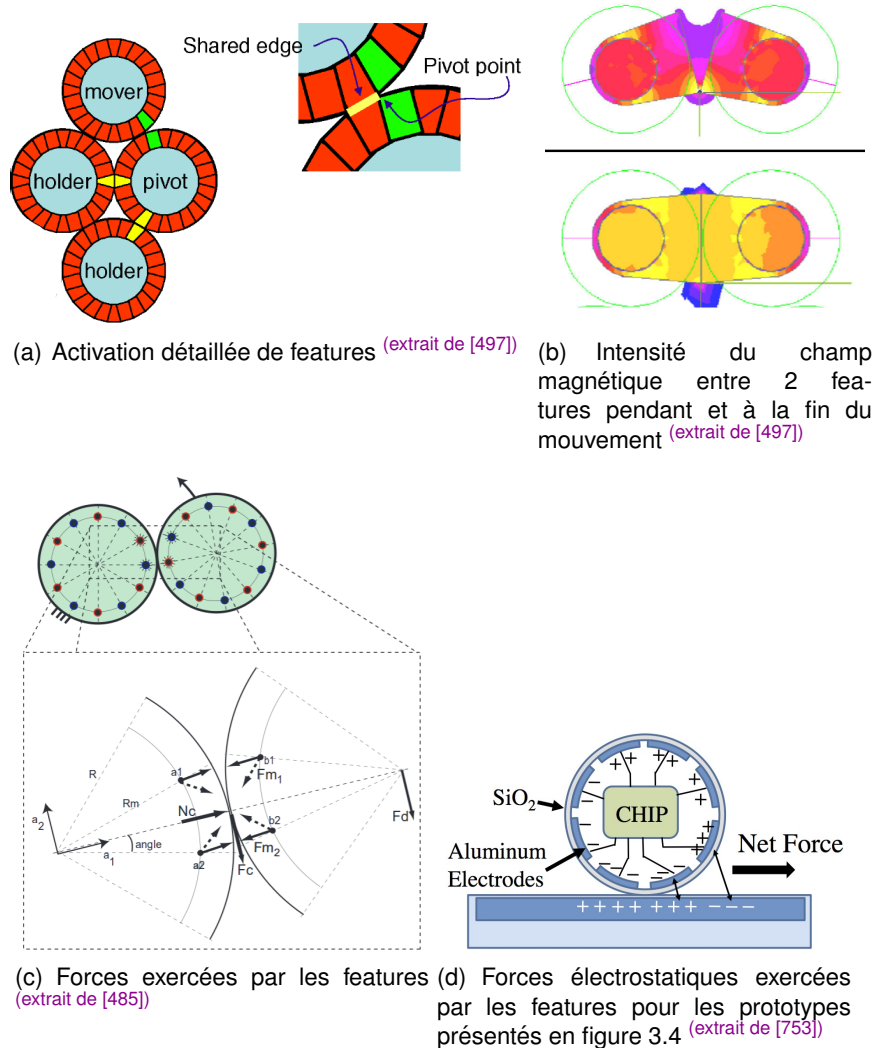 Shared edge
Pivot point
mover
holder
pivot
holder
(a) Activation détaillée de features (extrait de [497])
(b) Intensité du champ
magnétique entre 2 fea-
tures pendant et à la fin du
mouvement (extrait de [497])
R
Rm
a1
b1
Fm1
Nc
b2
Fd
a2
a1
angle
a2
Fc
Fm2
SiO2
CHIP
Aluminum
Electrodes
Net Force
+ + + + + + + − − −
(c) Forces exercées par les features
(extrait de [485])
(d) Forces électrostatiques exercées
par les features pour les prototypes
présentés en figure 3.4 (extrait de [753])